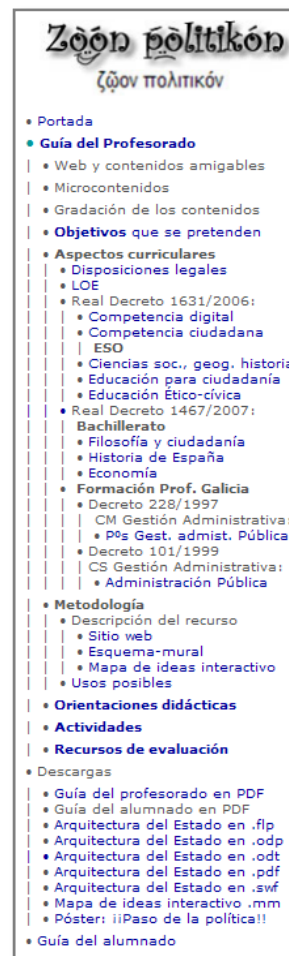 Zòòn pòlitikón
ζῷον πολιτικόν
• Portada
• Guía del Profesorado
| • Web y contenidos amigables
| • Microcontenidos
| • Gradación de los contenidos
| • Objetivos que se pretenden
| • Aspectos curriculares
| | • Disposiciones legales
| | • LOE
| | • Real Decreto 1631/2006:
| | | • Competencia digital
| | | • Competencia ciudadana
| | | ESO
| | | • Ciencias soc., geog. historia
| | | • Educación para ciudadanía
| | | • Educación Ético-cívica
| | • Real Decreto 1467/2007:
| | | Bachillerato
| | | • Filosofía y ciudadanía
| | | • Historia de España
| | | • Economía
| | • Formación Prof. Galicia
| | | • Decreto 228/1997
| | | | CM Gestión Administrativa:
| | | | • Pºs Gest. admist. Pública
| | | • Decreto 101/1999
| | | | CS Gestión Administrativa:
| | | | • Administración Pública
| • Metodología
| | • Descripción del recurso
| | | • Sitio web
| | | • Esquema-mural
| | | • Mapa de ideas interactivo
| | • Usos posibles
| • Orientaciones didácticas
| • Actividades
| • Recursos de evaluación
• Descargas
| • Guía del profesorado en PDF
| • Guía del alumnado en PDF
| • Arquitectura del Estado en .flp
| • Arquitectura del Estado en .odp
| • Arquitectura del Estado en .odt
| • Arquitectura del Estado en .pdf
| • Arquitectura del Estado en .swf
| • Mapa de ideas interactivo .mm
| • Póster: ¡¡Paso de la política!!
• Guía del alumnado